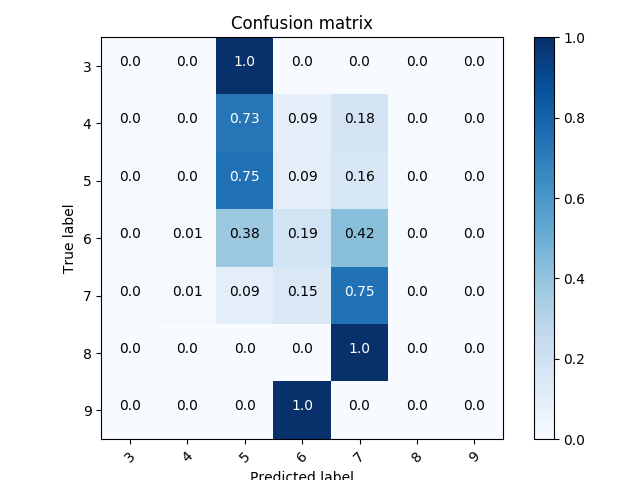 Confusion matrix
3 0.0 0.0 1.0 0.0 0.0 0.0 0.0
4 0.0 0.0 0.73 0.09 0.18 0.0 0.0
5 0.0 0.0 0.75 0.09 0.16 0.0 0.0
6 0.0 0.01 0.38 0.19 0.42 0.0 0.0
7 0.0 0.01 0.09 0.15 0.75 0.0 0.0
8 0.0 0.0 0.0 0.0 1.0 0.0 0.0
9 0.0 0.0 0.0 1.0 0.0 0.0 0.0
3 4 5 6 7 8 9
True label
Predicted label
1.0
0.8
0.6
0.4
0.2
0.0